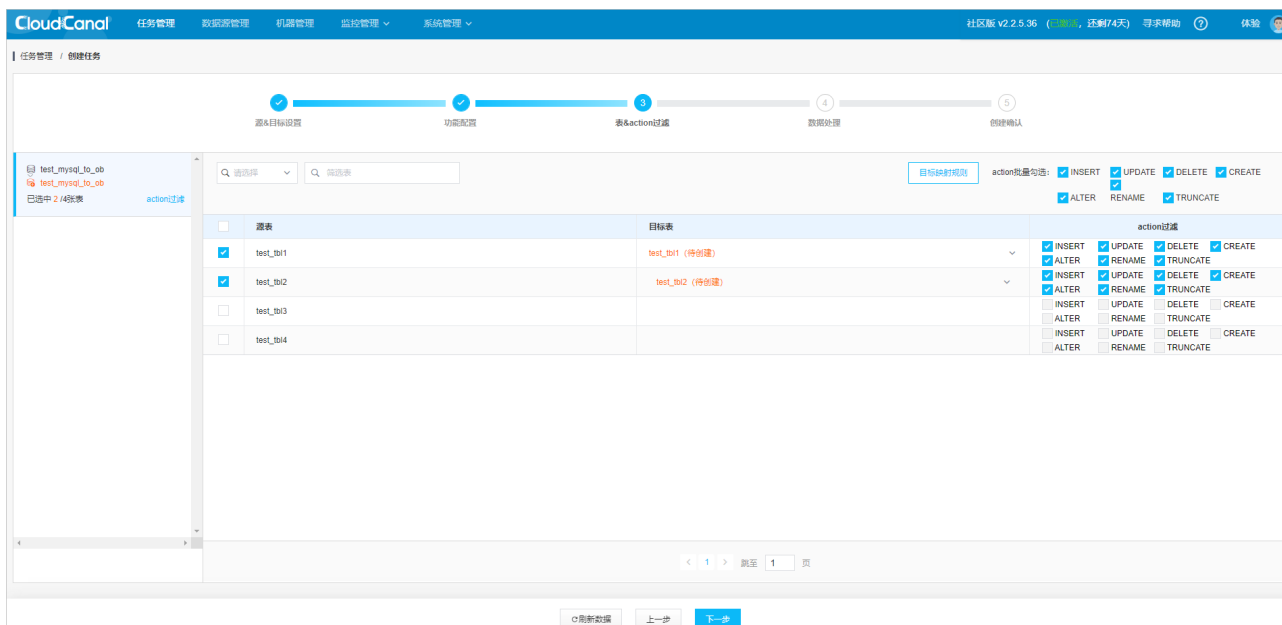 CloudCanal 任务管理 数据源管理 机器管理 监控管理 系统管理 社区版 v2.2.5.36 (已激活, 还剩74天) 寻求帮助 体验
任务管理 / 创建任务
3 4 5
源&目标设置 功能配置 表&action过滤 数据处理 创建确认
test_mysql_to_ob
test_mysql_to_ob
已选中 2 /4张表 action过滤
请选择 筛选表 目标映射规则 action批量勾选: INSERT UPDATE DELETE CREATE
ALTER RENAME TRUNCATE
源表 目标表 action过滤
test_tbl1 test_tbl1 (待创建) INSERT UPDATE DELETE CREATE
ALTER RENAME TRUNCATE
test_tbl2 test_tbl2 (待创建) INSERT UPDATE DELETE CREATE
ALTER RENAME TRUNCATE
test_tbl3 INSERT UPDATE DELETE CREATE
ALTER RENAME TRUNCATE
test_tbl4 INSERT UPDATE DELETE CREATE
ALTER RENAME TRUNCATE
< 1 > 跳至 1 页
刷新数据 上一步 下一步